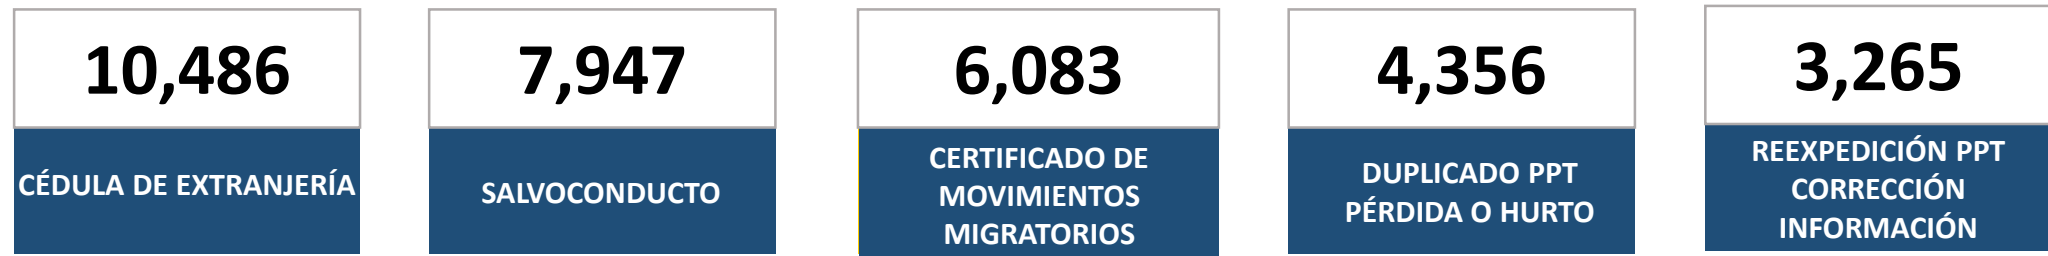 10,486
CÉDULA DE EXTRANJERÍA
7,947
SALVOCONDUCTO
6,083
CERTIFICADO DE
MOVIMIENTOS
MIGRATORIOS
4,356
DUPLICADO PPT
PÉRDIDA O HURTO
3,265
REEXPEDICIÓN PPT
CORRECCIÓN
INFORMACIÓN